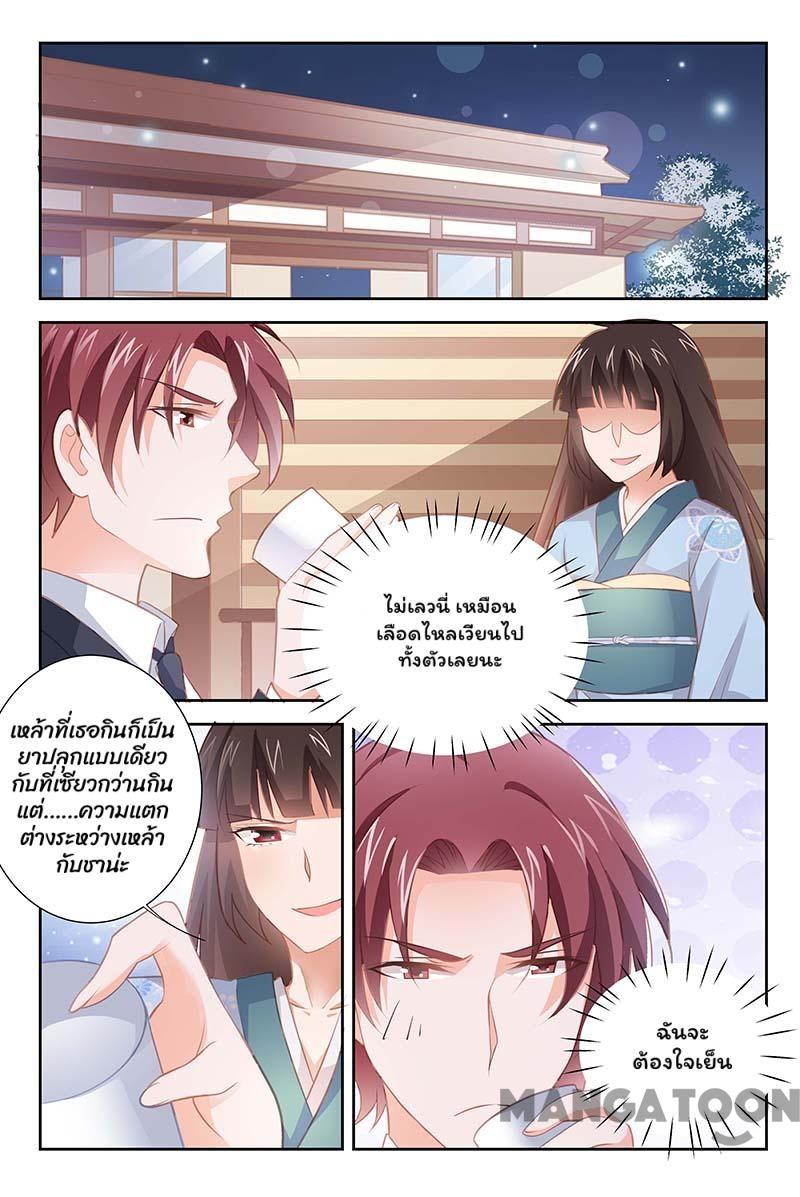 ไม่เลวนี่ เหมือน
เลือดไหลเวียนไป
ทั้งตัวเลยนะ
เหล้าที่เธอกินก็เป็น
ยาปลุกแบบเดียว
กับที่เซียวกว่านกิน
แต่......ความแตก
ต่างระหว่างเหล้า
กับชาน่ะ
ฉันจะ
ต้องใจเย็น
MANGATOON